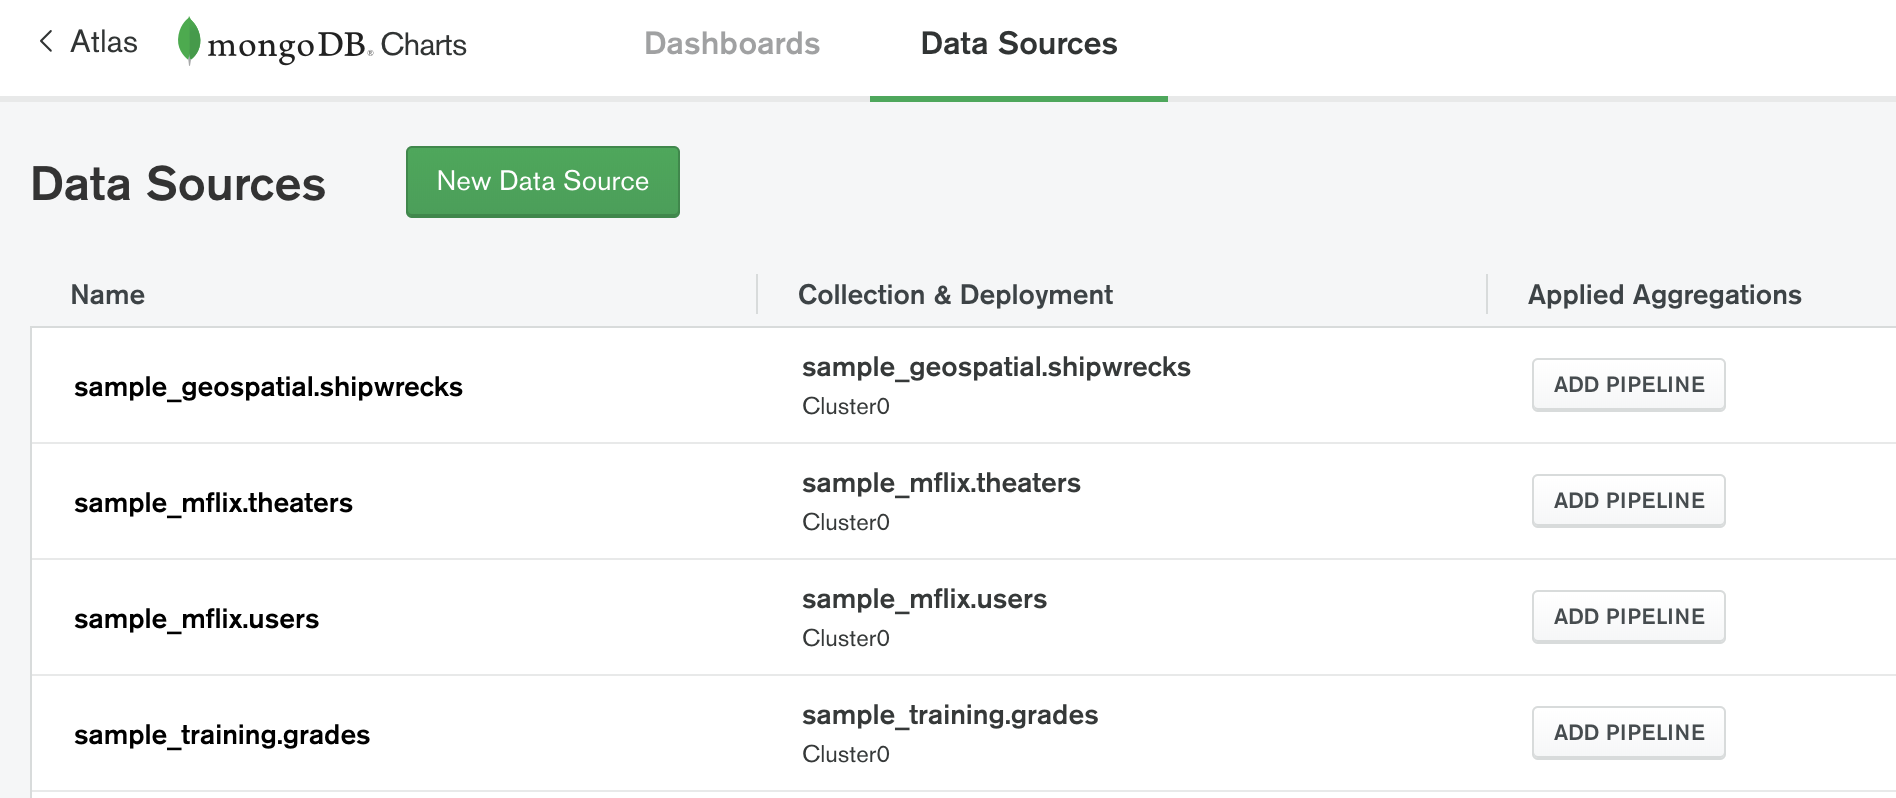 Atlas mongoDB® Charts Dashboards Data Sources
Data Sources New Data Source
Name Collection & Deployment Applied Aggregations
sample_geospatial.shipwrecks sample_geospatial.shipwrecks ADD PIPELINE
Cluster0
sample_mflix.theaters sample_mflix.theaters ADD PIPELINE
Cluster0
sample_mflix.users sample_mflix.users ADD PIPELINE
Cluster0
sample_training.grades sample_training.grades ADD PIPELINE
Cluster0